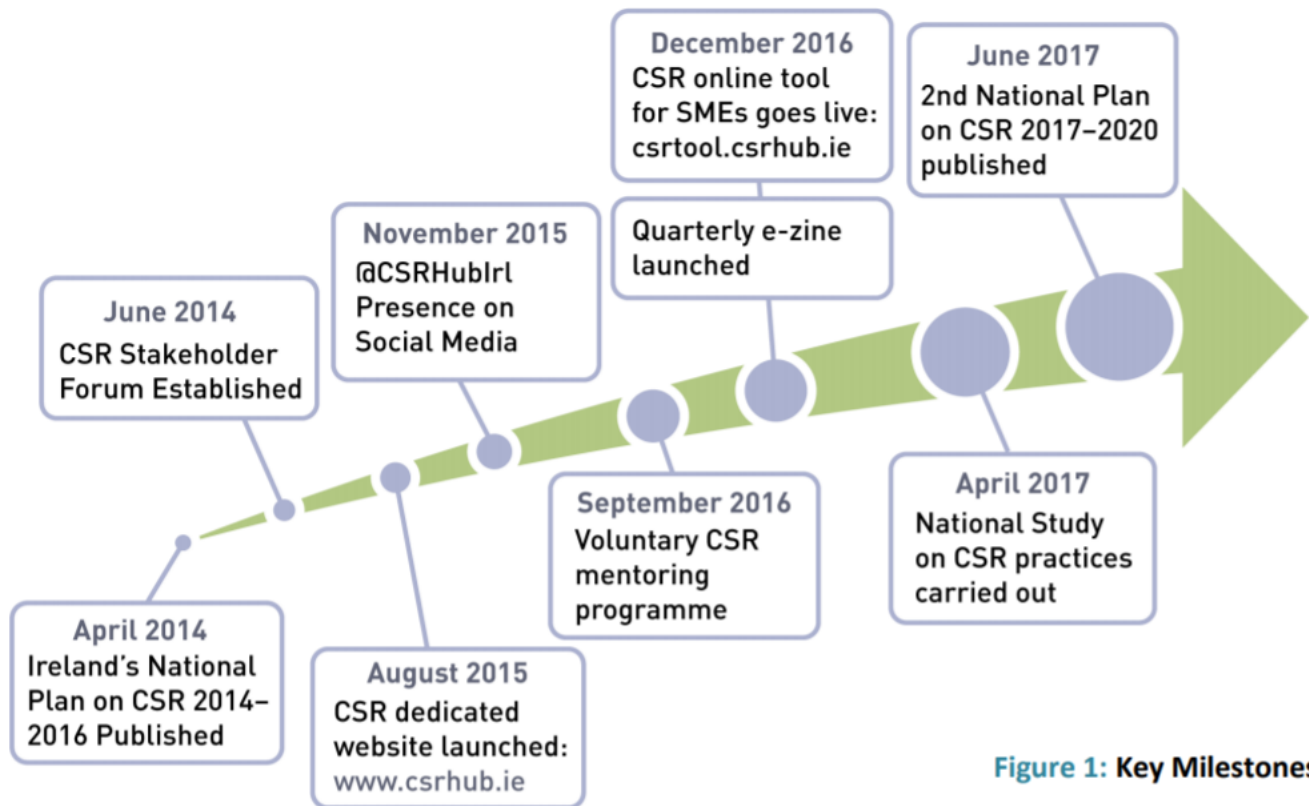 April 2014
Ireland's National
Plan on CSR 2014–
2016 Published
June 2014
CSR Stakeholder
Forum Established
August 2015
CSR dedicated
website launched:
www.csrhub.ie
November 2015
@CSRHubIrl
Presence on
Social Media
September 2016
Voluntary CSR
mentoring
programme
December 2016
CSR online tool
for SMEs goes live:
csrtool.csrhub.ie
Quarterly e-zine
launched
April 2017
National Study
on CSR practices
carried out
June 2017
2nd National Plan
on CSR 2017–2020
published
Figure 1: Key Milestones